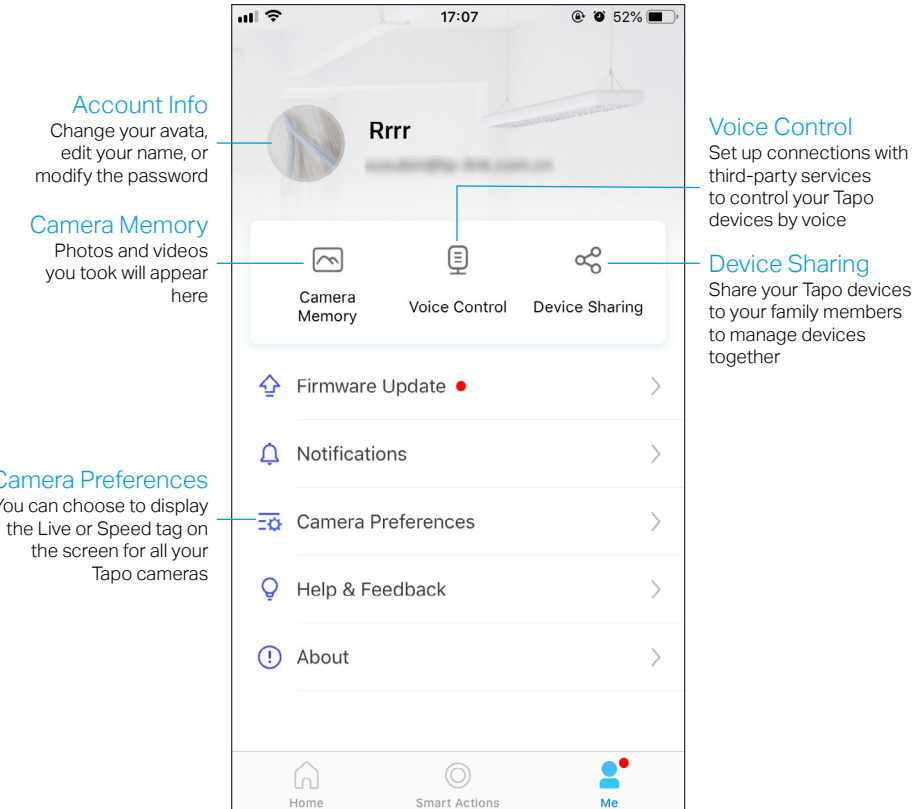 17:07
52%
Account Info
Change your avata,
edit your name, or
modify the password
Rrrr
Voice Control
Set up connections with
third-party services
to control your Tapo
devices by voice
Camera Memory
Photos and videos
you took will appear
here
Camera
Memory
Voice Control
Device Sharing
Device Sharing
Share your Tapo devices
to your family members
to manage devices
together
Firmware Update
Notifications
Camera Preferences
You can choose to display
the Live or Speed tag on
the screen for all your
Tapo cameras
Camera Preferences
Help & Feedback
About
Home
Smart Actions
Me